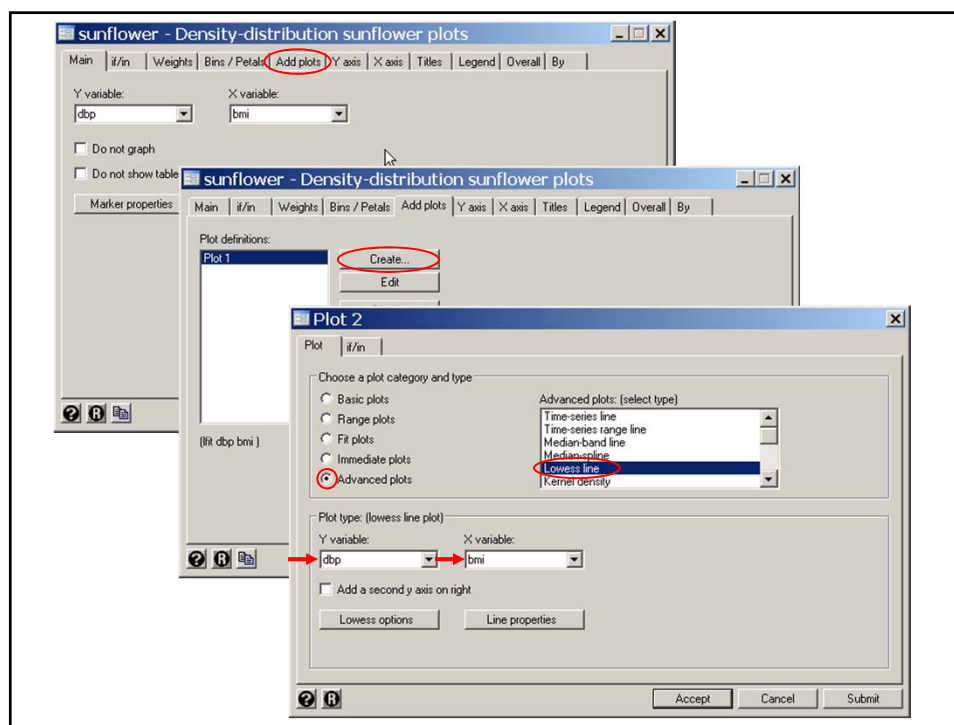 sunflower - Density-distribution sunflower plots
Main if/in Weights Bins / Petals Add plots Y axis X axis Titles Legend Overall By
Y variable: X variable:
dbp bmi
Do not graph
Do not show table
Marker properties
sunflower - Density-distribution sunflower plots
Main if/in Weights Bins / Petals Add plots Y axis X axis Titles Legend Overall By
Plot definitions:
Plot 1
Create...
Edit
(lfit dbp bmi )
Plot 2
Plot if/in
Choose a plot category and type
Basic plots
Range plots
Fit plots
Immediate plots
Advanced plots
Advanced plots: (select type)
Time-series line
Time-series range line
Median-band line
Median-spline
Lowess line
Kernel density
Plot type: (lowess line plot)
Y variable: X variable:
dbp bmi
Add a second y axis on right
Lowess options Line properties
? R
? R
? R Accept Cancel Submit